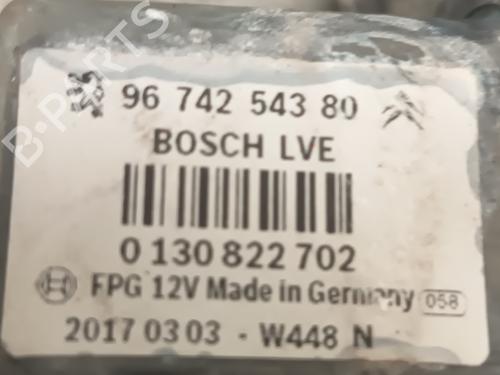 96 742 543 80
BOSCH LVE
0 130 822 702
FPG 12V Made in Germany 058
2017 03 03 - W448 N
B-PARTS